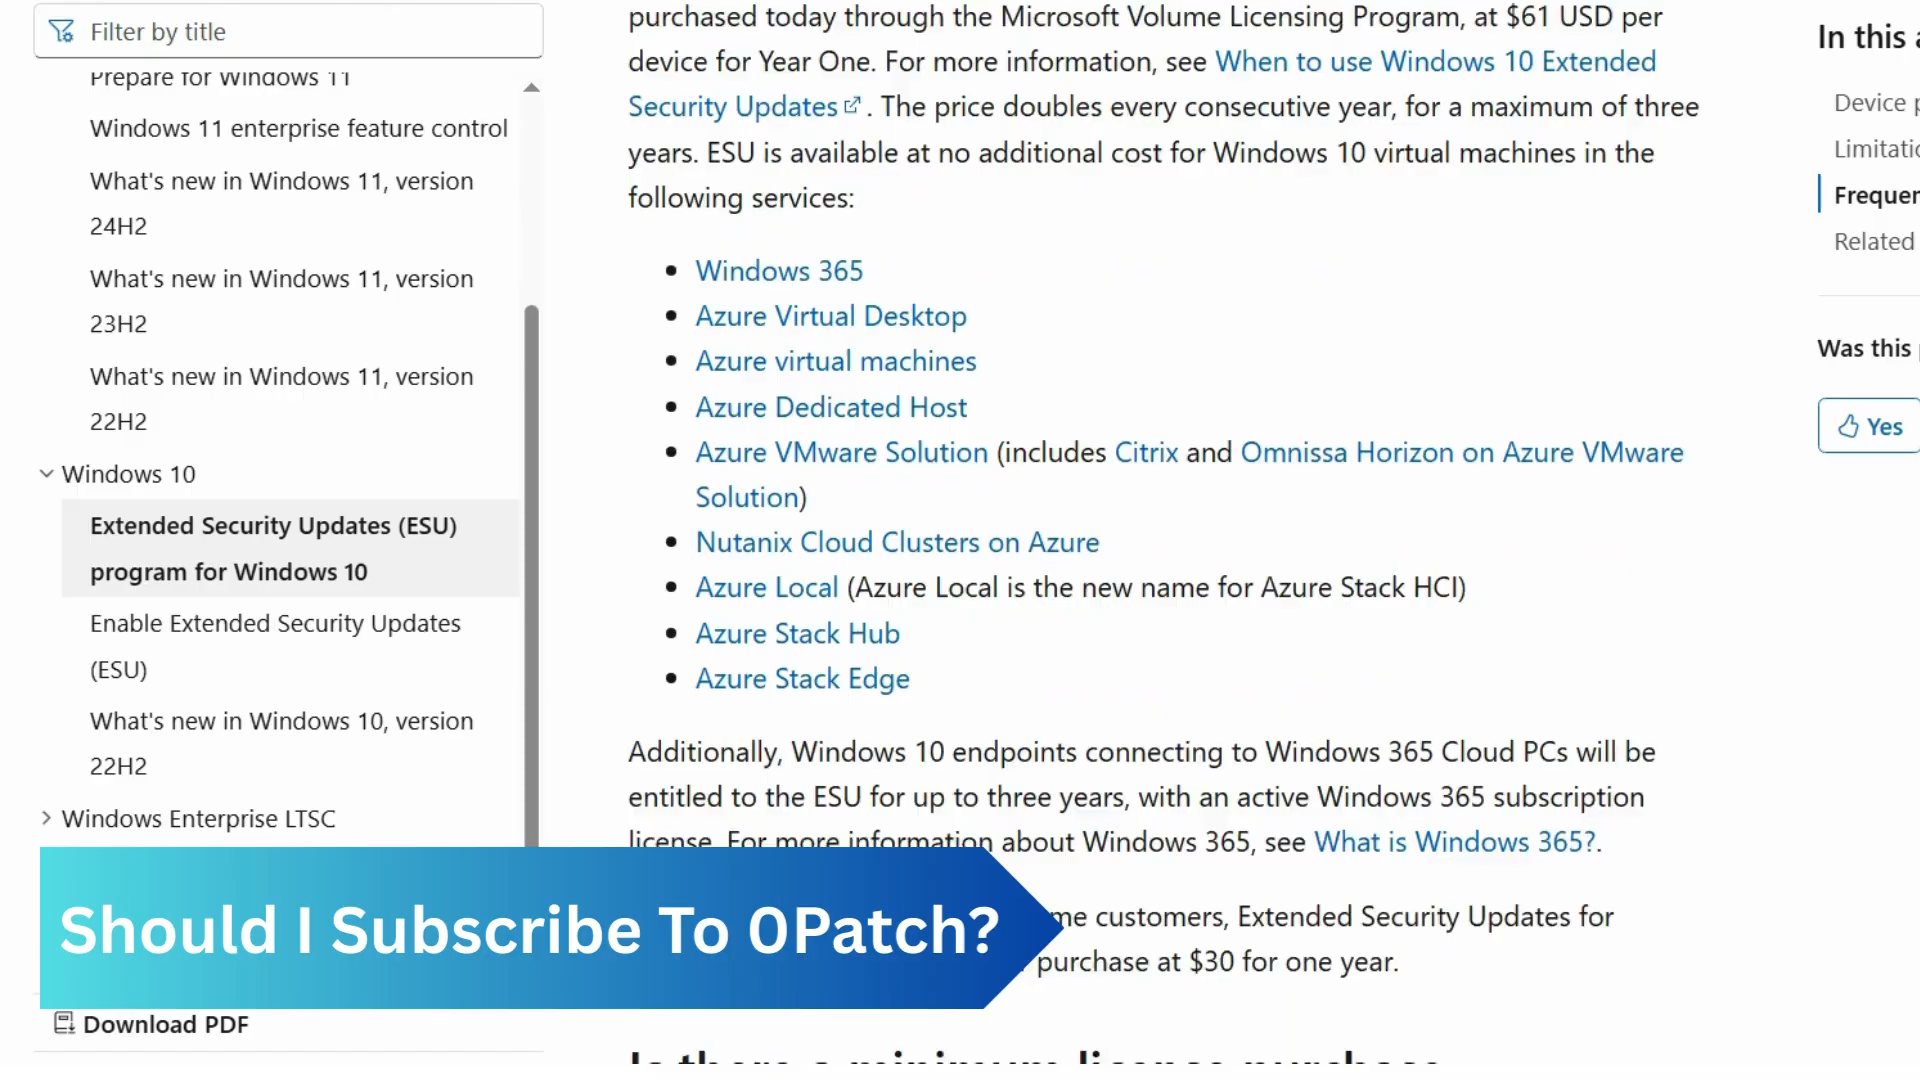 Filter by title
Prepare for Windows 11
Windows 11 enterprise feature control
What's new in Windows 11, version
24H2
What's new in Windows 11, version
23H2
What's new in Windows 11, version
22H2
Windows 10
Extended Security Updates (ESU)
program for Windows 10
Enable Extended Security Updates
(ESU)
What's new in Windows 10, version
22H2
Windows Enterprise LTSC
Download PDF
purchased today through the Microsoft Volume Licensing Program, at $61 USD per
device for Year One. For more information, see When to use Windows 10 Extended
Security Updates. The price doubles every consecutive year, for a maximum of three
years. ESU is available at no additional cost for Windows 10 virtual machines in the
following services:
• Windows 365
• Azure Virtual Desktop
• Azure virtual machines
• Azure Dedicated Host
• Azure VMware Solution (includes Citrix and Omnissa Horizon on Azure VMware
Solution)
• Nutanix Cloud Clusters on Azure
• Azure Local (Azure Local is the new name for Azure Stack HCI)
• Azure Stack Hub
• Azure Stack Edge
Additionally, Windows 10 endpoints connecting to Windows 365 Cloud PCs will be
entitled to the ESU for up to three years, with an active Windows 365 subscription
license. For more information about Windows 365, see What is Windows 365?.
customers, Extended Security Updates for
purchase at $30 for one year.
Is there a minimum license purchase
Should I Subscribe To 0Patch?
In this
Device
Related
Was this
Yes